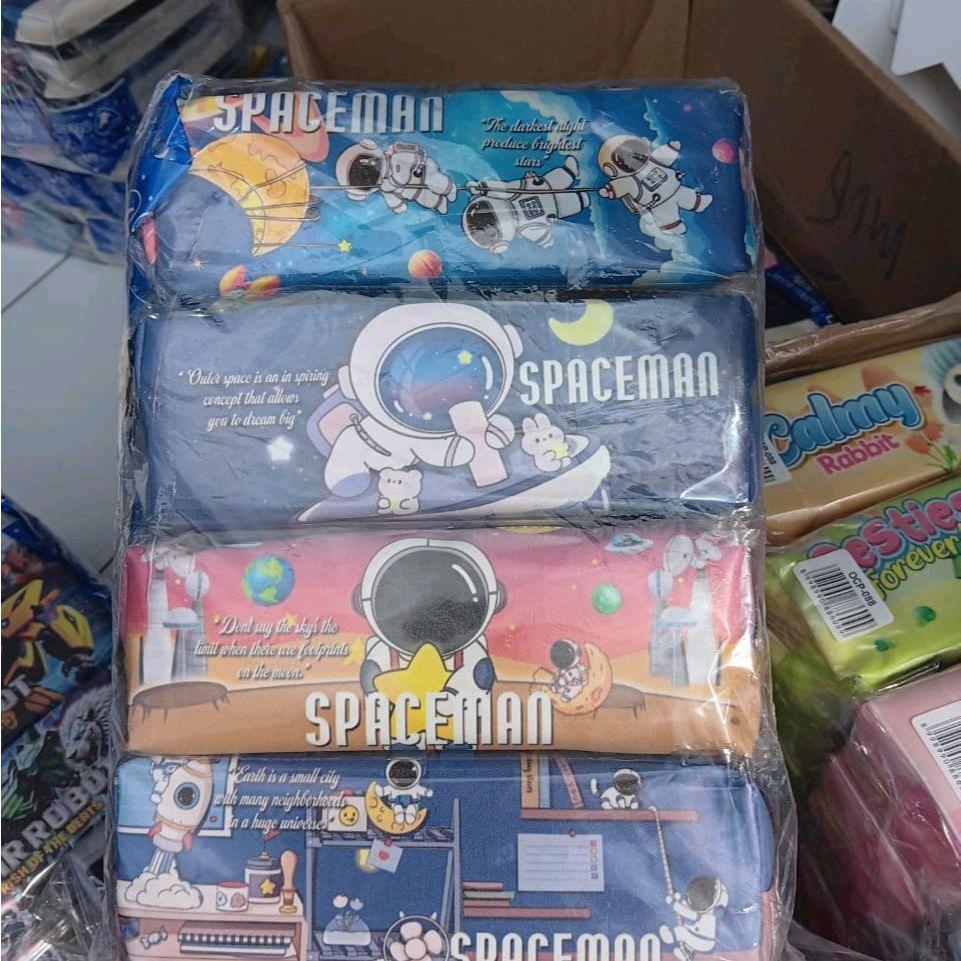 SPACEMAN
"The darkest night
produce brightest
stars"
"Outer space is an in spiring
concept that allows
you to dream big"
SPACEMAN
"Dont say the sky's the
limit when there are footprints
on the moon."
SPACEMAN
"Earth is a small city
with many neighborhoods
in a huge universe."
SPACEMAN
Calmy
Rabbit
Besties
Forever
OCP-088